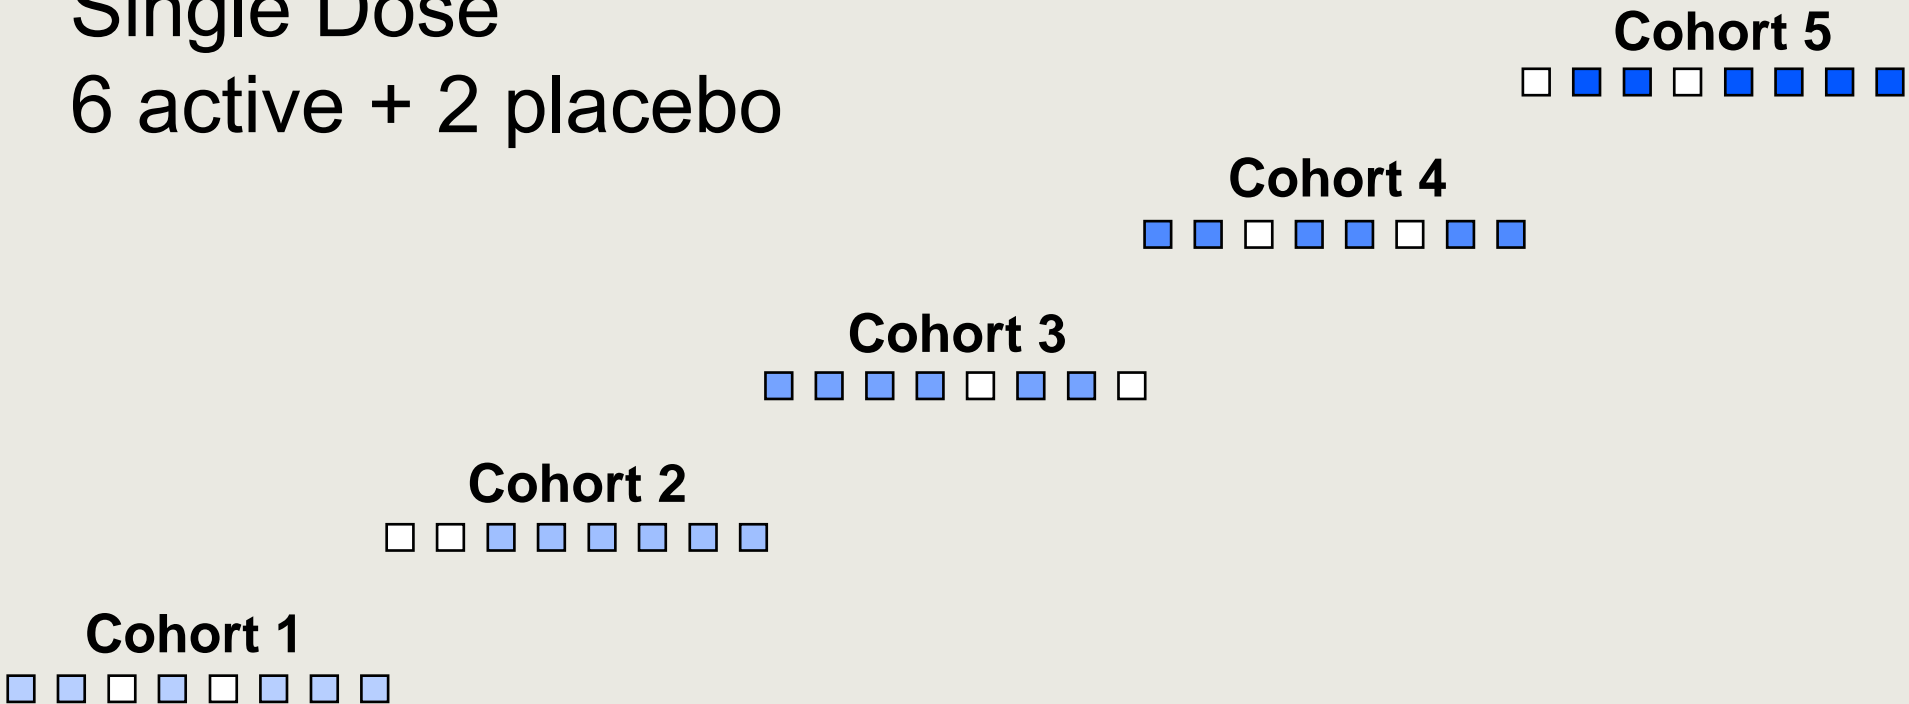 Single Dose
6 active + 2 placebo
Cohort 5
Cohort 4
Cohort 3
Cohort 2
Cohort 1